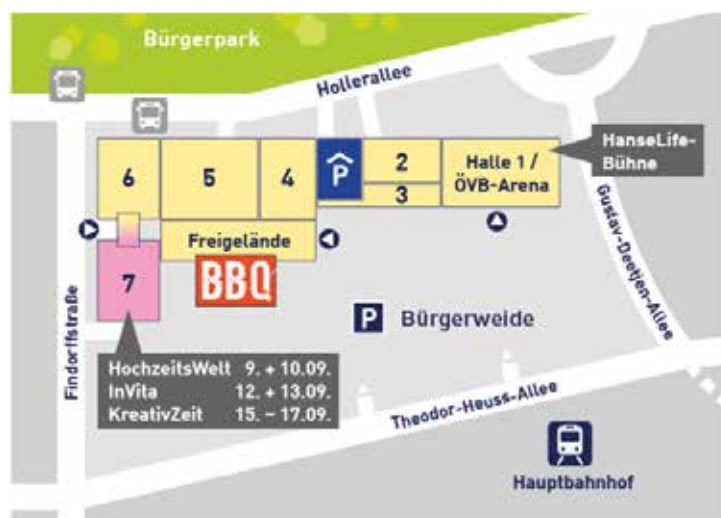 Bürgerpark
Hollerallee
HanseLife-
Bühne
6
5
4
P
2
3
Halle 1 /
ÖVB-Arena
Freigelände
BBQ
7
P Bürgerweide
Findorffstraße
Gustav-Deetjen-Allee
HochzeitsWelt 9. + 10.09.
InVita 12. + 13.09.
KreativZeit 15. – 17.09.
Theodor-Heuss-Allee
Hauptbahnhof